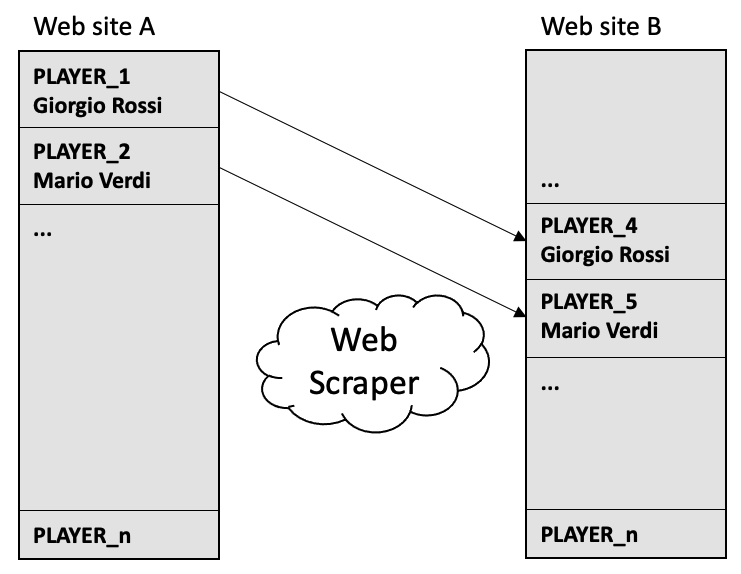 Web site A
PLAYER_1
Giorgio Rossi
PLAYER_2
Mario Verdi
...
PLAYER_n
Web
Scraper
Web site B
...
PLAYER_4
Giorgio Rossi
PLAYER_5
Mario Verdi
...
PLAYER_n